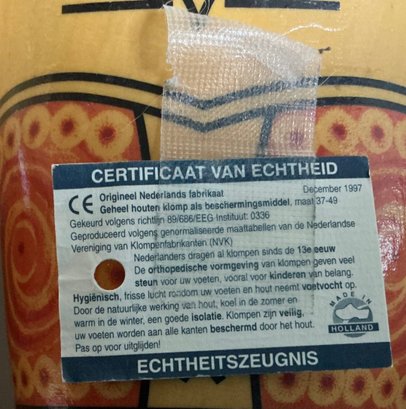 CERTIFICAAT VAN ECHTHEID
CE Origineel Nederlands fabrikaat December 1997
Geheel houten klomp als beschermingsmiddel, maat 37-49
Gekeurd volgens richtlijn 89/686/EEG Instituut: 0336
Geproduceerd volgens genormaliseerde maattabellen van de Nederlandse
Vereniging van Klompenfabrikanten (NVK)
Nederlanders dragen al klompen sinds de 13e eeuw
De orthopedische vormgeving van klompen geven veel
steun voor uw voeten, vooral voor kinderen van belang.
Hygiënisch, frisse lucht rondom uw voeten en hout neemt voetvocht op.
Door de natuurlijke werking van hout, koel in de zomer en
warm in de winter, een goede isolatie. Klompen zijn veilig,
uw voeten worden aan alle kanten beschermd door het hout.
Pas op voor uitglijden!
MADE IN
HOLLAND
ECHTHEITSZEUGNIS